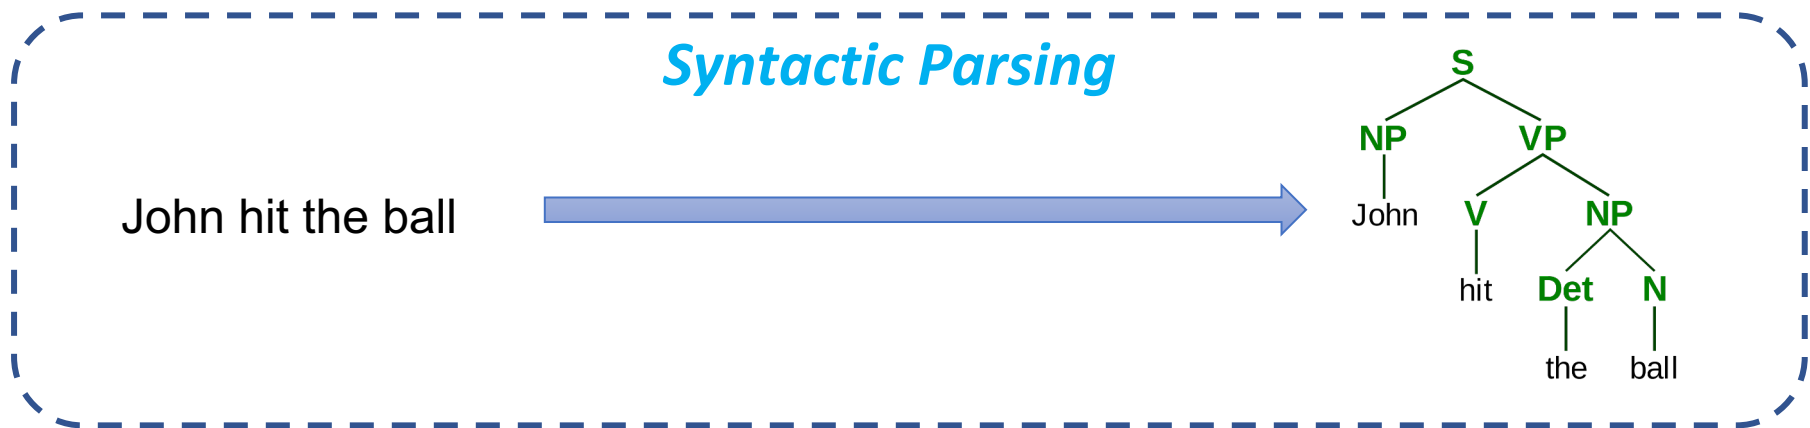 Syntactic Parsing
John hit the ball
S
NP VP
John V NP
hit Det N
the ball